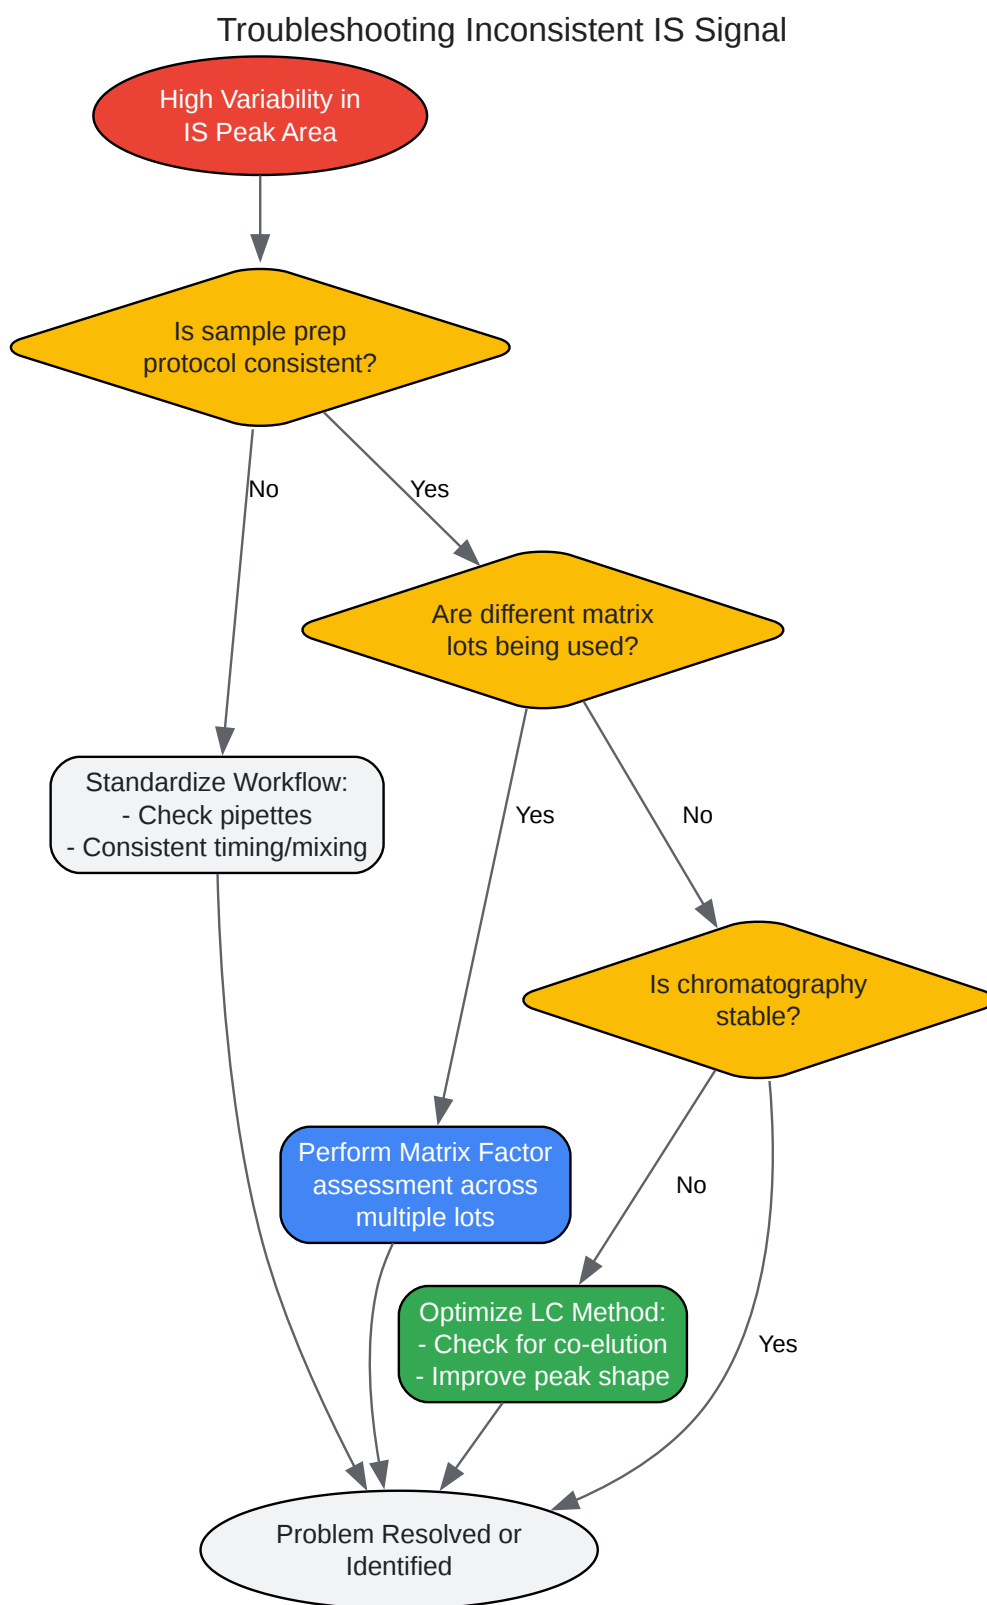 Troubleshooting Inconsistent IS Signal
High Variability in
IS Peak Area
Is sample prep
protocol consistent?
No
Yes
Are different matrix
lots being used?
Standardize Workflow:
- Check pipettes
- Consistent timing/mixing
Yes
No
Is chromatography
stable?
Perform Matrix Factor
assessment across
multiple lots
No
Optimize LC Method:
- Check for co-elution
- Improve peak shape
Yes
Problem Resolved or
Identified